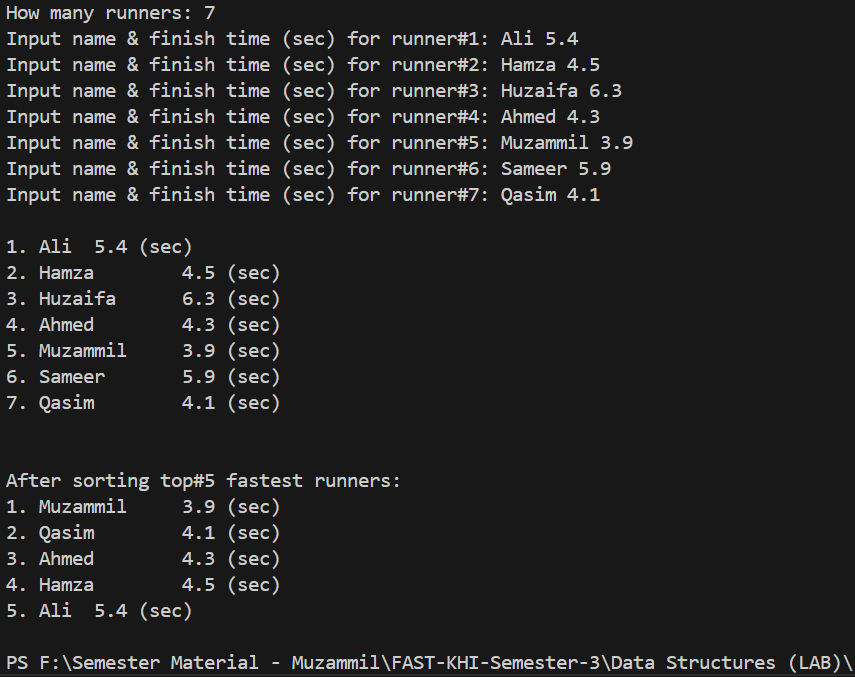 How many runners: 7
Input name & finish time (sec) for runner#1: Ali 5.4
Input name & finish time (sec) for runner#2: Hamza 4.5
Input name & finish time (sec) for runner#3: Huzaifa 6.3
Input name & finish time (sec) for runner#4: Ahmed 4.3
Input name & finish time (sec) for runner#5: Muzammil 3.9
Input name & finish time (sec) for runner#6: Sameer 5.9
Input name & finish time (sec) for runner#7: Qasim 4.1
1. Ali  5.4 (sec)
2. Hamza        4.5 (sec)
3. Huzaifa      6.3 (sec)
4. Ahmed        4.3 (sec)
5. Muzammil     3.9 (sec)
6. Sameer       5.9 (sec)
7. Qasim        4.1 (sec)
After sorting top#5 fastest runners:
1. Muzammil     3.9 (sec)
2. Qasim        4.1 (sec)
3. Ahmed        4.3 (sec)
4. Hamza        4.5 (sec)
5. Ali  5.4 (sec)
PS F:\Semester Material - Muzammil\FAST-KHI-Semester-3\Data Structures (LAB)\